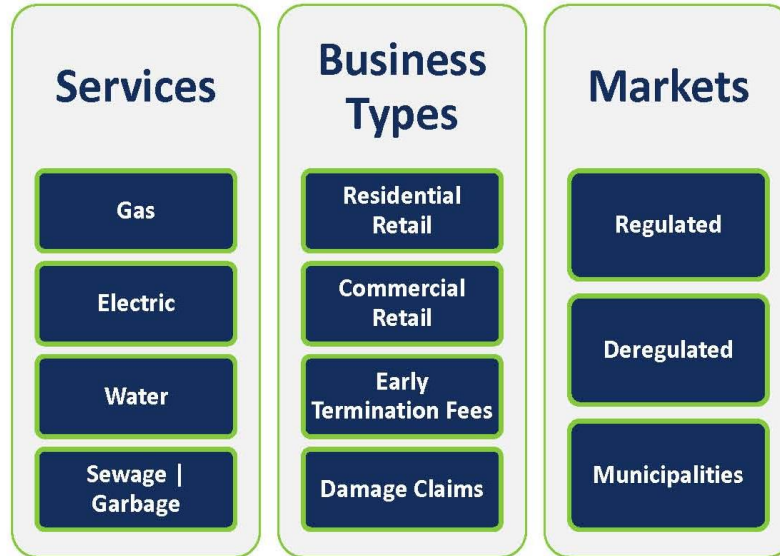 Services
Gas
Electric
Water
Sewage |
Garbage
Business
Types
Residential
Retail
Commercial
Retail
Early
Termination Fees
Damage Claims
Markets
Regulated
Deregulated
Municipalities